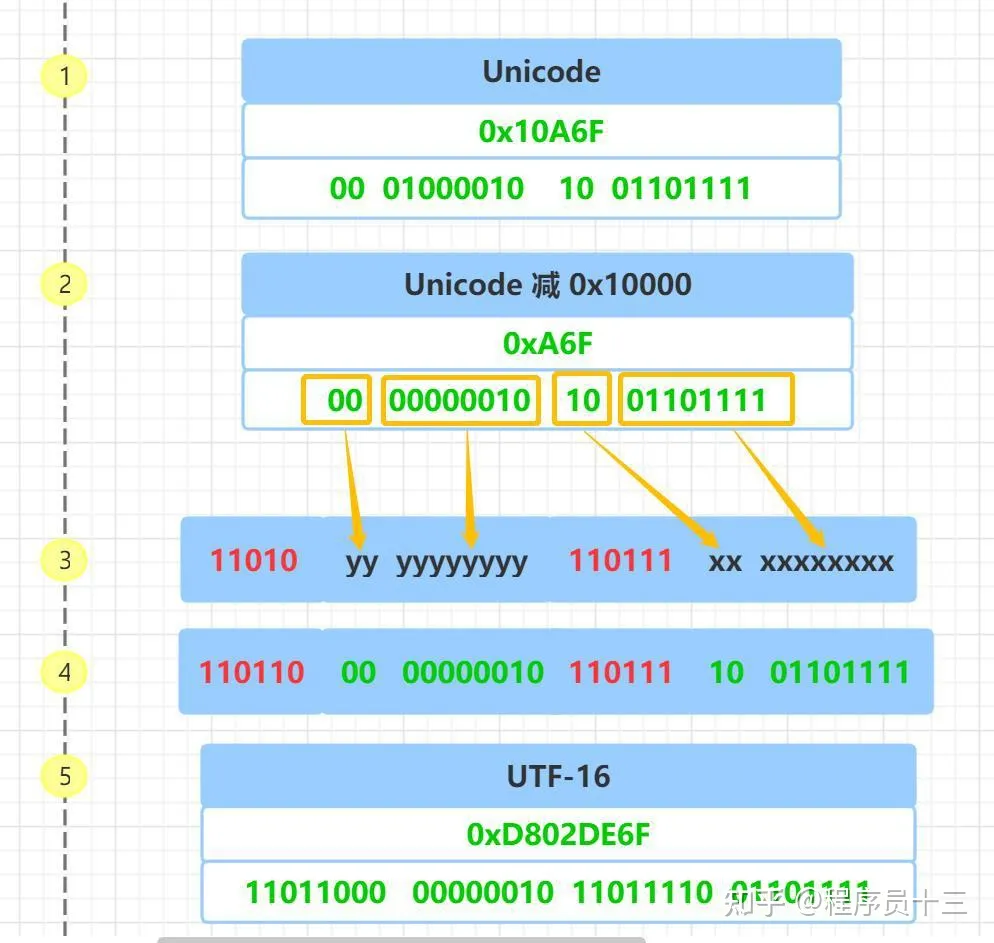 1
Unicode
0x10A6F
00 01000010 10 01101111
2
Unicode 减 0x10000
0xA6F
00 00000010 10 01101111
3
11010 yy yyyyyyyy 110111 xx xxxxxxxx
4
110110 00 00000010 110111 10 01101111
5
UTF-16
0xD802DE6F
11011000 00000010 11011110 01101111
知乎 @程序员十三